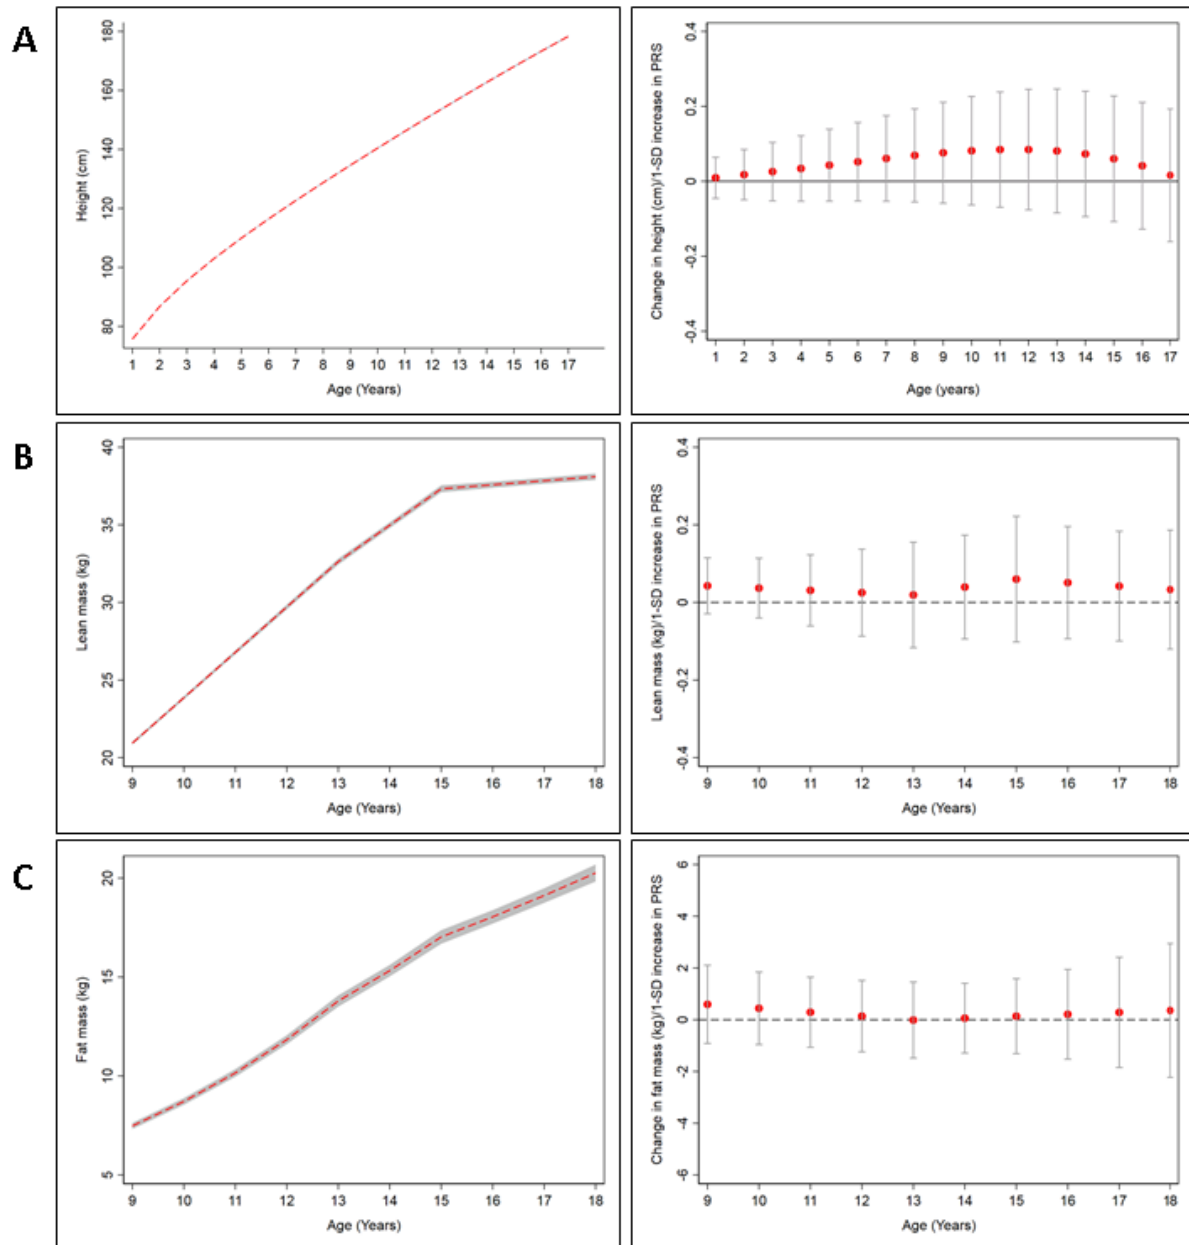 A
Height (cm)
180
160
140
120
100
80
1 2 3 4 5 6 7 8 9 10 11 12 13 14 15 16 17
Age (Years)
Change in height (cm)/1-SD increase in PRS
0.4
0.2
0
-0.2
-0.4
1 2 3 4 5 6 7 8 9 10 11 12 13 14 15 16 17
Age (years)
B
Lean mass (kg)
40
35
30
25
20
9 10 11 12 13 14 15 16 17 18
Age (Years)
Lean mass (kg)/1-SD increase in PRS
0.4
0.2
0
-0.2
-0.4
9 10 11 12 13 14 15 16 17 18
Age (Years)
C
Fat mass (kg)
20
15
10
5
9 10 11 12 13 14 15 16 17 18
Age (Years)
Change in fat mass (kg)/1-SD increase in PRS
6
4
2
0
-2
-4
-6
9 10 11 12 13 14 15 16 17 18
Age (Years)